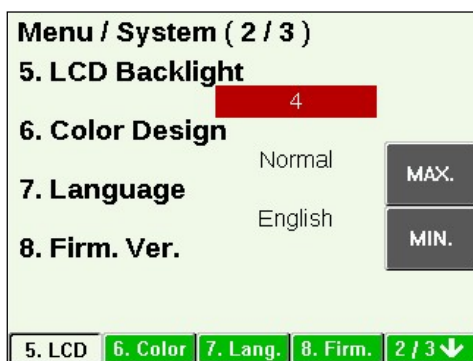 Menu / System ( 2 / 3 )
5. LCD Backlight
4
6. Color Design
Normal
MAX.
7. Language
English
MIN.
8. Firm. Ver.
5. LCD 6. Color 7. Lang. 8. Firm. 2 / 3